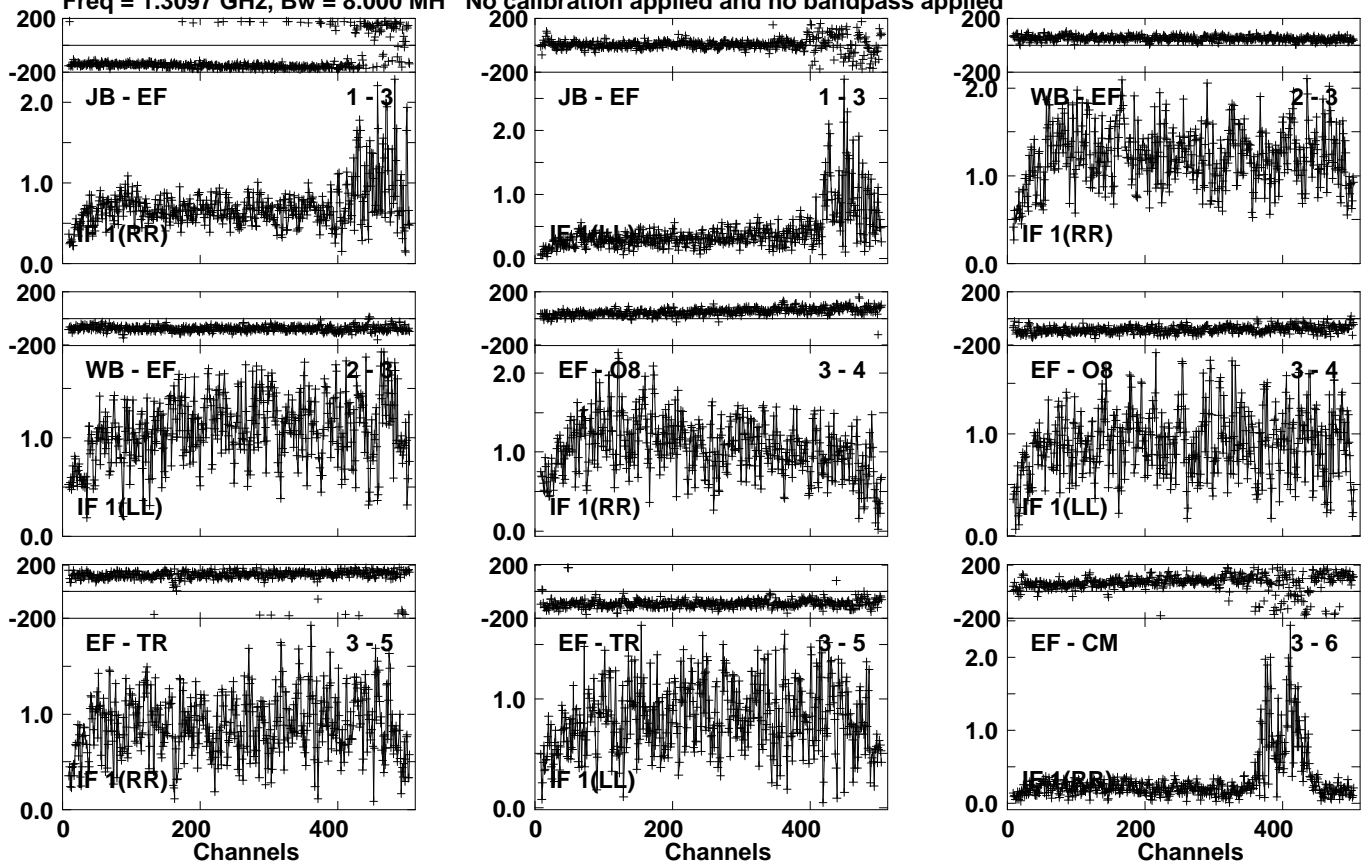 Freq = 1.3097 GHz, Bw = 8.000 MH No calibration applied and no bandpass applied
200
-200
JB - EF 1 - 3
2.0
1.0
0.0
IF 1(RR)
200
-200
JB - EF 1 - 3
2.0
1.0
0.0
IF 1(LL)
200
-200
WB - EF 2 - 3
2.0
1.0
0.0
IF 1(RR)
200
-200
WB - EF 2 - 3
1.0
0.0
IF 1(LL)
200
-200
EF - O8 3 - 4
2.0
1.0
0.0
IF 1(RR)
200
-200
EF - O8 3 - 4
1.0
0.0
IF 1(LL)
200
-200
EF - TR 3 - 5
1.0
0.0
IF 1(RR)
0 200 400
Channels
200
-200
EF - TR 3 - 5
1.0
0.0
IF 1(LL)
0 200 400
Channels
200
-200
EF - CM 3 - 6
2.0
1.0
0.0
IF 1(RR)
0 200 400
Channels